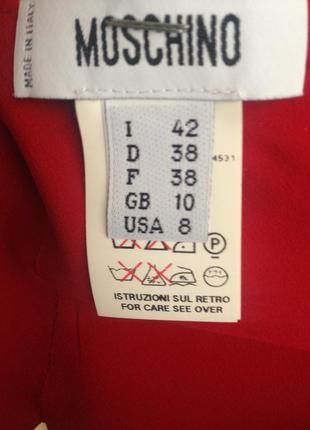 MADE IN ITALY
MOSCHINO
I 42
D 38
F 38
GB 10
USA 8
4531
P
ISTRUZIONI SUL RETRO
FOR CARE SEE OVER